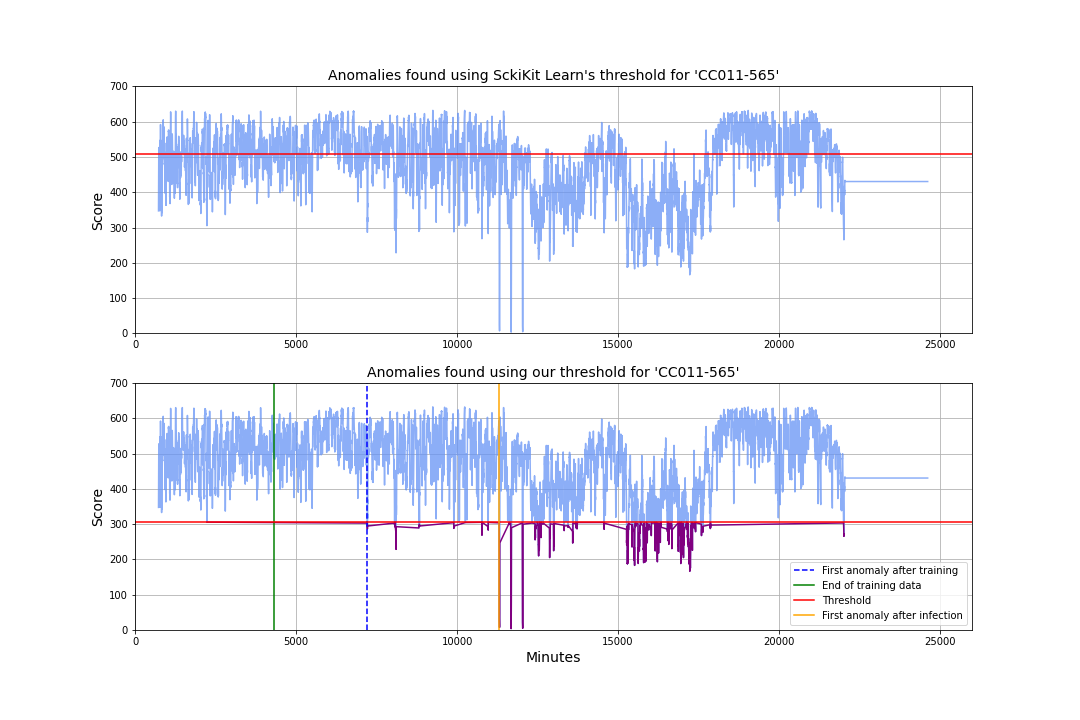 Anomalies found using SckiKit Learn's threshold for 'CC011-565'
700
600
500
400
300
200
100
0
Score
0 5000 10000 15000 20000 25000
Anomalies found using our threshold for 'CC011-565'
700
600
500
400
300
200
100
0
Score
First anomaly after training
End of training data
Threshold
First anomaly after infection
0 5000 10000 15000 20000 25000
Minutes